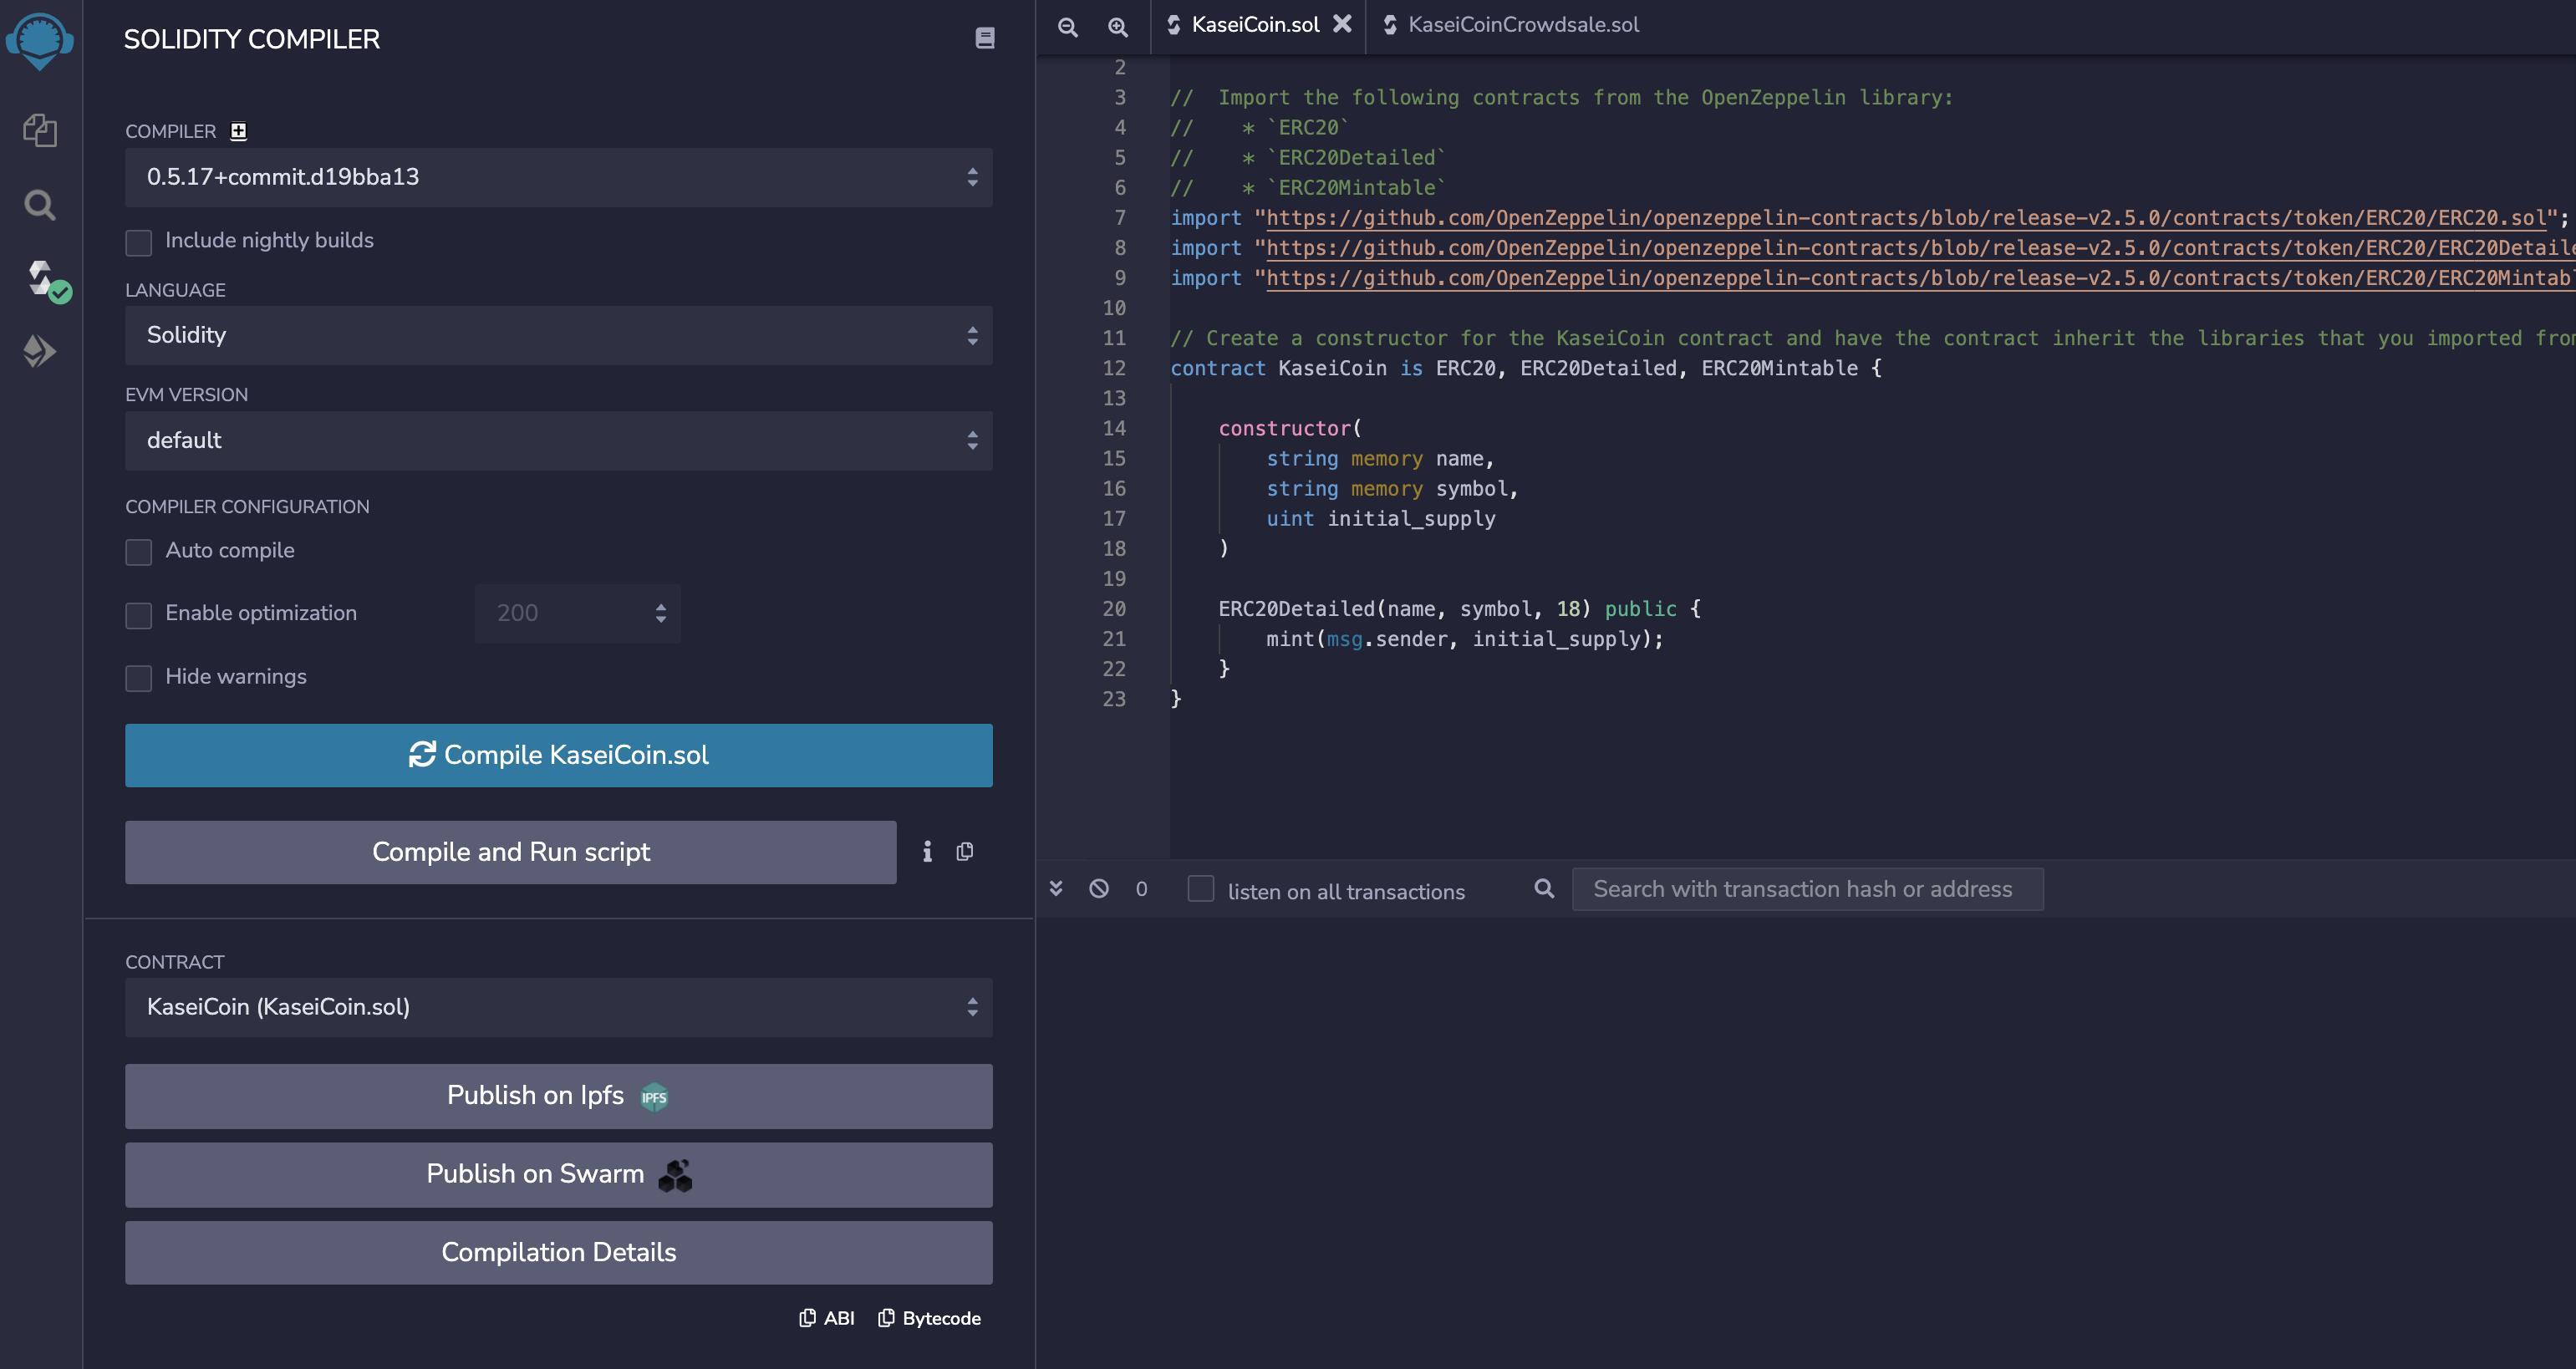 SOLIDITY COMPILER
COMPILER
0.5.17+commit.d19bba13
Include nightly builds
LANGUAGE
Solidity
EVM VERSION
default
COMPILER CONFIGURATION
Auto compile
Enable optimization
200
Hide warnings
Compile KaseiCoin.sol
Compile and Run script
CONTRACT
KaseiCoin (KaseiCoin.sol)
Publish on Ipfs
IPFS
Publish on Swarm
Compilation Details
ABI Bytecode
KaseiCoin.sol KaseiCoinCrowdsale.sol
2
3 //  Import the following contracts from the OpenZeppelin library:
4 //    * `ERC20`
5 //    * `ERC20Detailed`
6 //    * `ERC20Mintable`
7 import "https://github.com/OpenZeppelin/openzeppelin-contracts/blob/release-v2.5.0/contracts/token/ERC20/ERC20.sol";
8 import "https://github.com/OpenZeppelin/openzeppelin-contracts/blob/release-v2.5.0/contracts/token/ERC20/ERC20Detaile
9 import "https://github.com/OpenZeppelin/openzeppelin-contracts/blob/release-v2.5.0/contracts/token/ERC20/ERC20Mintab
10
11 // Create a constructor for the KaseiCoin contract and have the contract inherit the libraries that you imported from
12 contract KaseiCoin is ERC20, ERC20Detailed, ERC20Mintable {
13
14     constructor(
15         string memory name,
16         string memory symbol,
17         uint initial_supply
18     )
19
20     ERC20Detailed(name, symbol, 18) public {
21         mint(msg.sender, initial_supply);
22     }
23 }
0 listen on all transactions Search with transaction hash or address